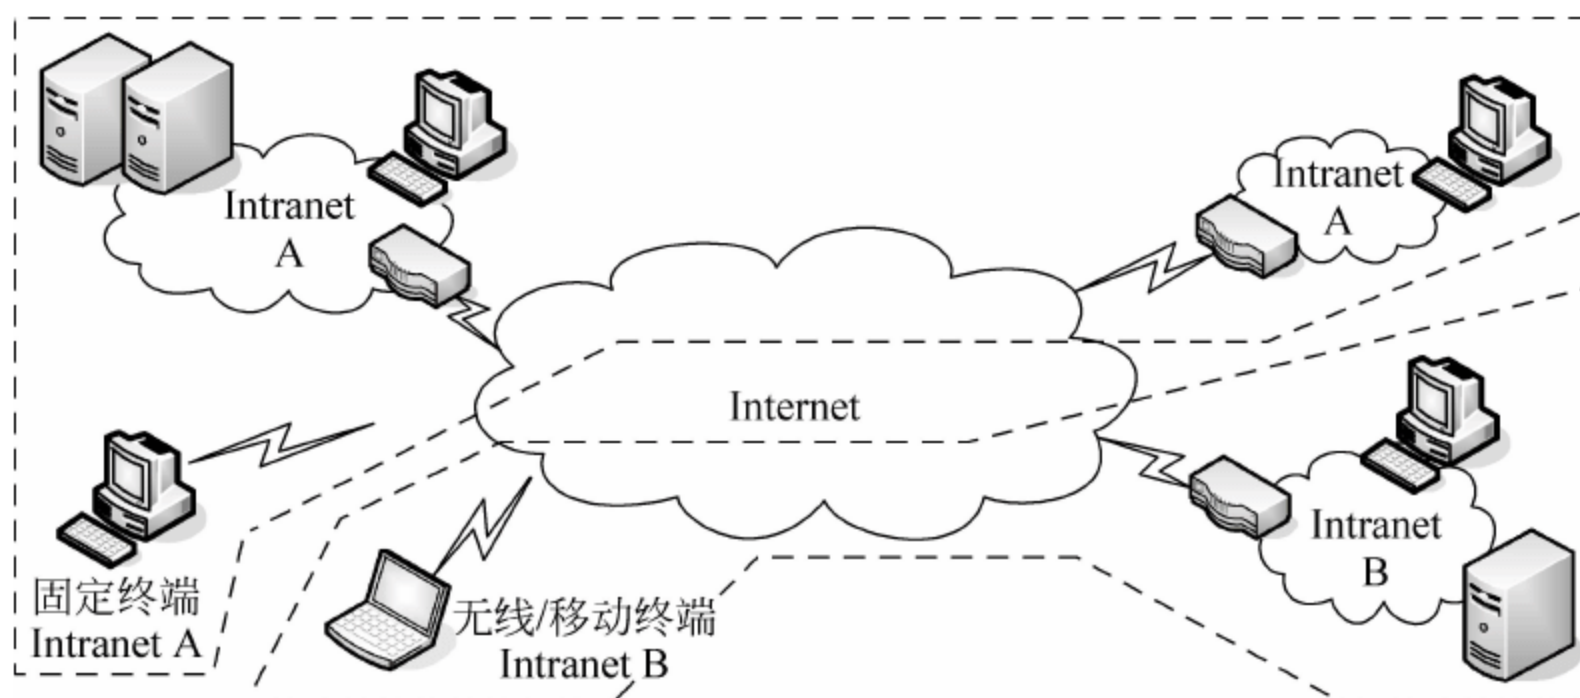 Intranet
A
Intranet
A
Internet
固定终端
Intranet A
无线/移动终端
Intranet B
Intranet
B